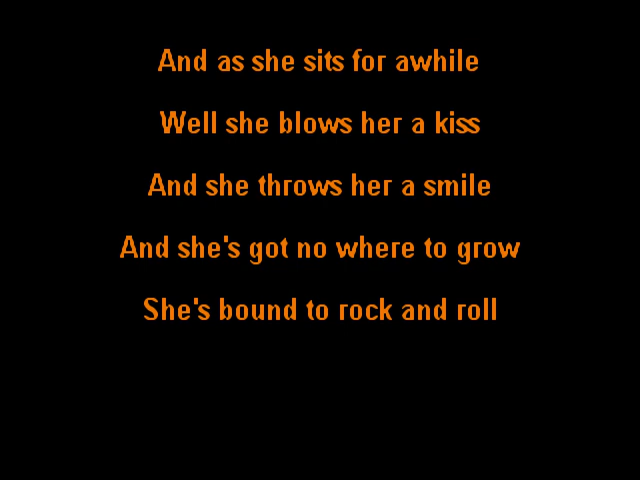 And as she sits for awhile
Well she blows her a kiss
And she throws her a smile
And she's got no where to grow
She's bound to rock and roll